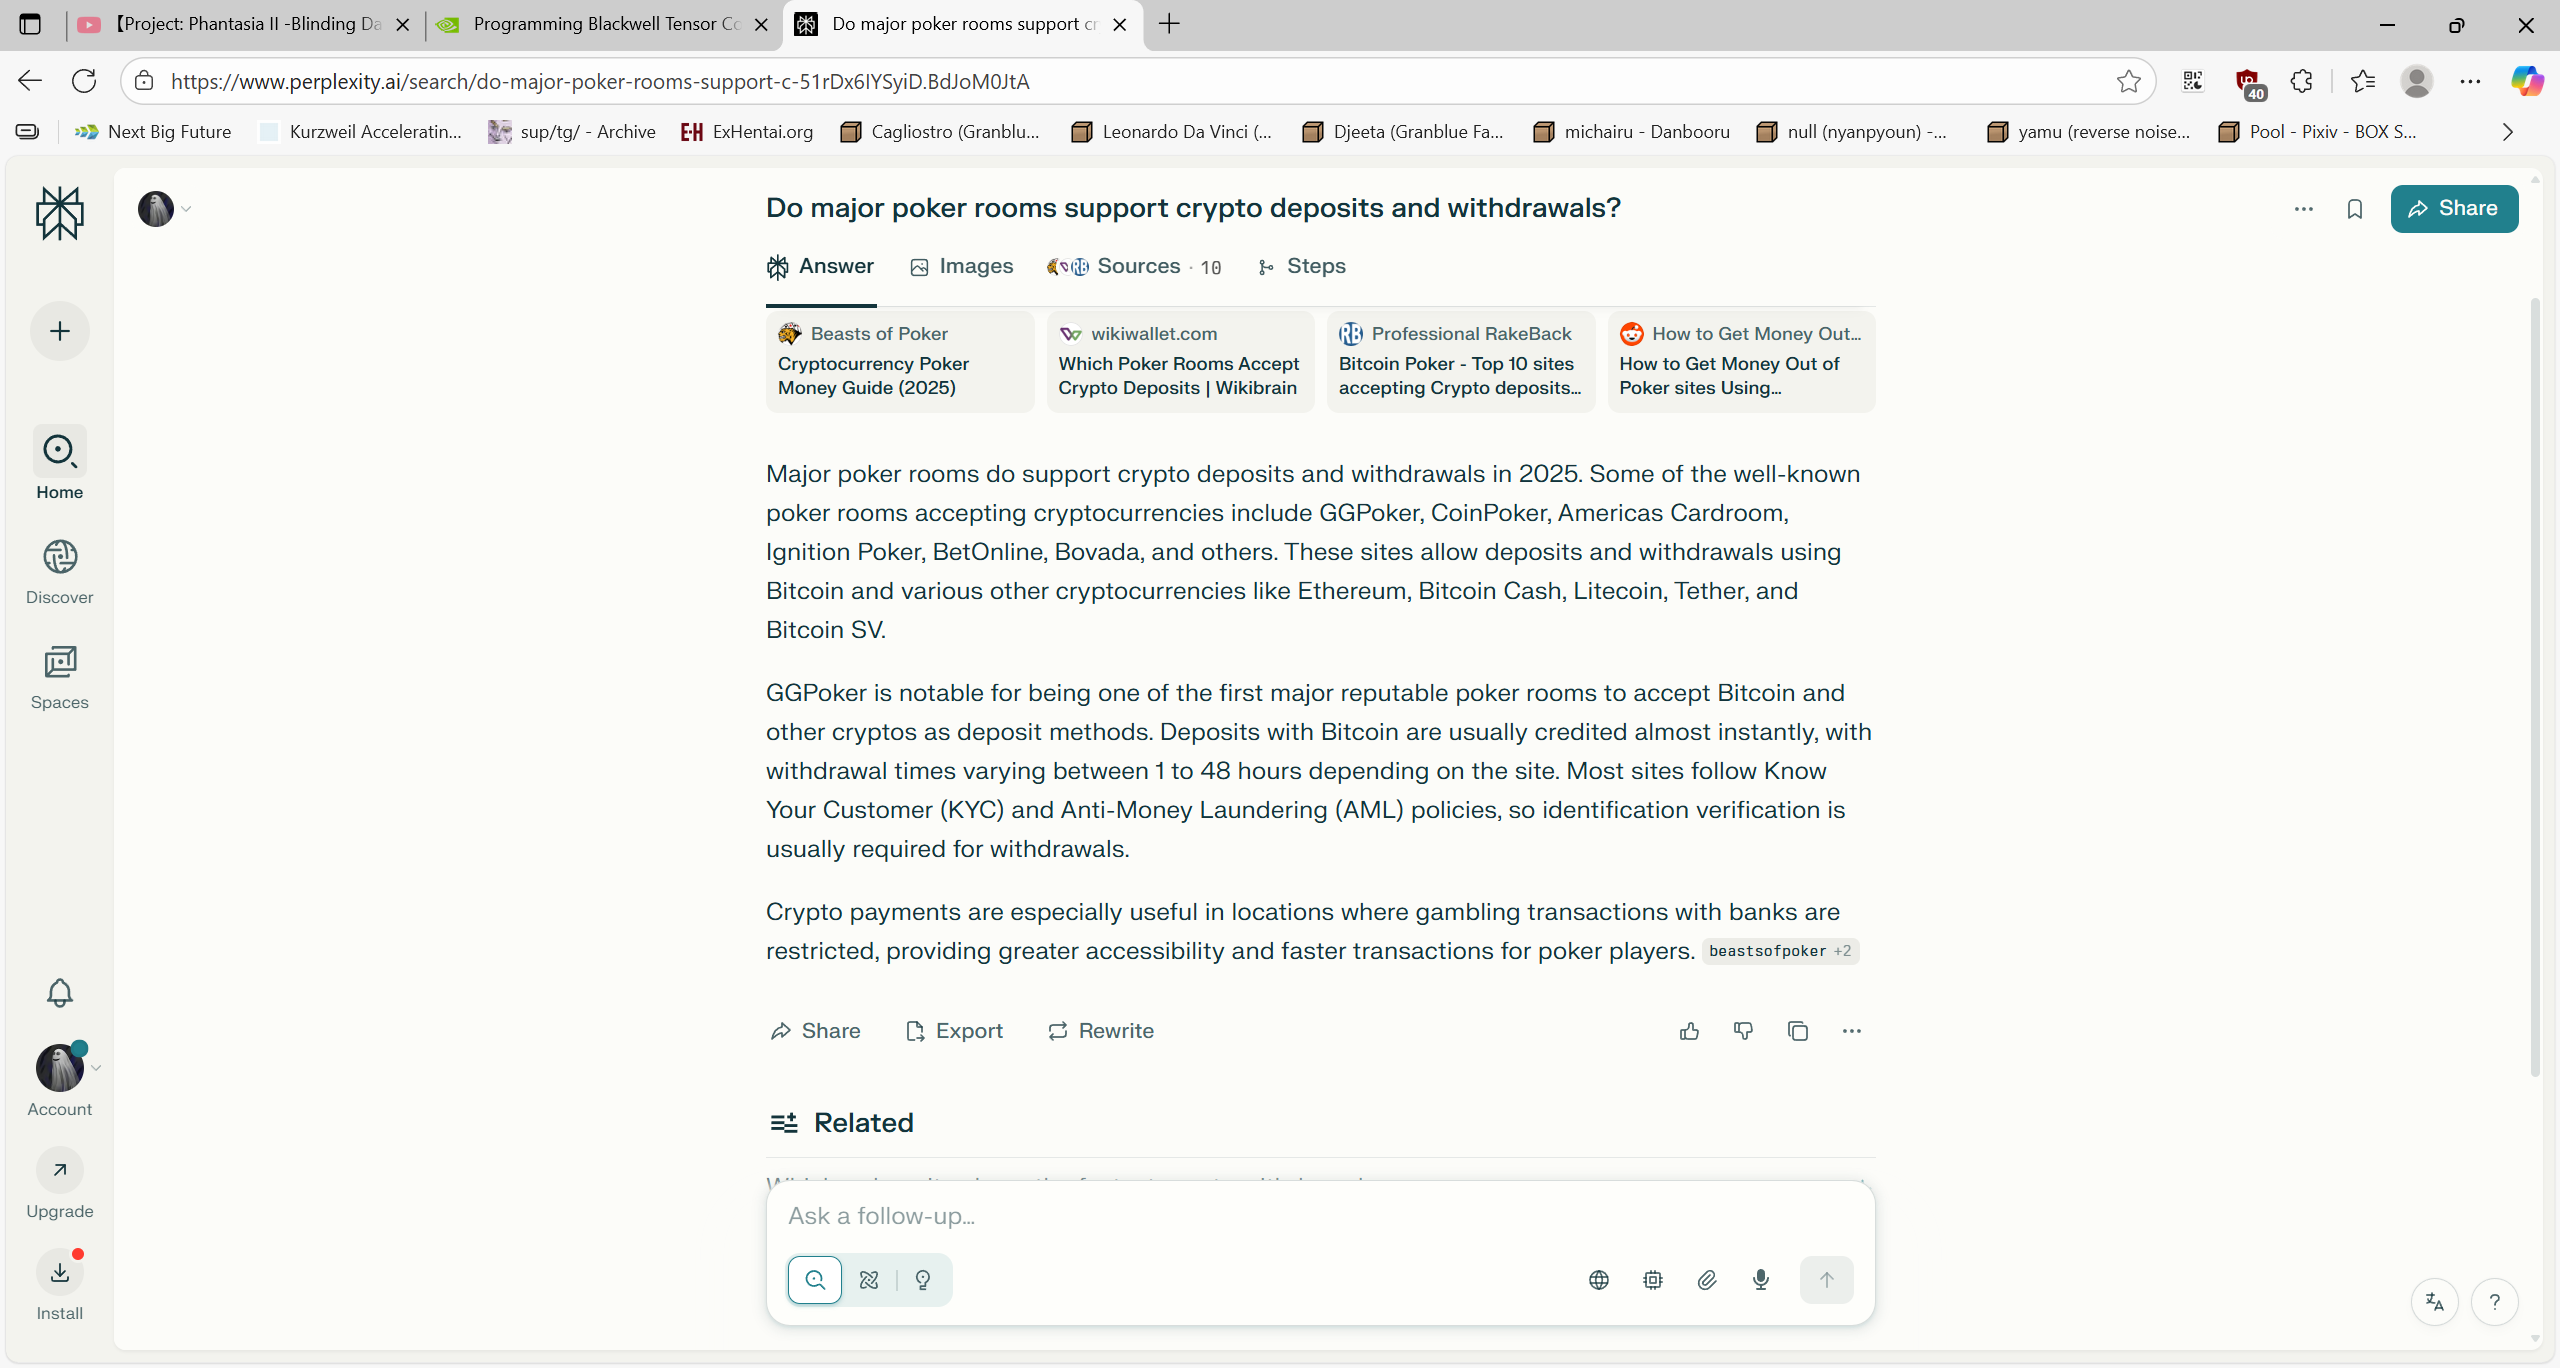 【Project: Phantasia II -Blinding Da
Programming Blackwell Tensor Co
Do major poker rooms support cr
https://www.perplexity.ai/search/do-major-poker-rooms-support-c-51rDx6IYSyiD.BdJoM0JtA
40
Next Big Future
Kurzweil Acceleratin...
sup/tg/ - Archive
E-H ExHentai.org
Cagliostro (Granblu...
Leonardo Da Vinci (...
Djeeta (Granblue Fa...
michairu - Danbooru
null (nyanpyoun) -...
yamu (reverse noise...
Pool - Pixiv - BOX S...
Do major poker rooms support crypto deposits and withdrawals?
Share
Answer
Images
Sources · 10
Steps
Beasts of Poker
Cryptocurrency Poker
Money Guide (2025)
wikiwallet.com
Which Poker Rooms Accept
Crypto Deposits | Wikibrain
RB Professional RakeBack
Bitcoin Poker - Top 10 sites
accepting Crypto deposits...
How to Get Money Out...
How to Get Money Out of
Poker sites Using...
Major poker rooms do support crypto deposits and withdrawals in 2025. Some of the well-known
poker rooms accepting cryptocurrencies include GGPoker, CoinPoker, Americas Cardroom,
Ignition Poker, BetOnline, Bovada, and others. These sites allow deposits and withdrawals using
Bitcoin and various other cryptocurrencies like Ethereum, Bitcoin Cash, Litecoin, Tether, and
Bitcoin SV.
GGPoker is notable for being one of the first major reputable poker rooms to accept Bitcoin and
other cryptos as deposit methods. Deposits with Bitcoin are usually credited almost instantly, with
withdrawal times varying between 1 to 48 hours depending on the site. Most sites follow Know
Your Customer (KYC) and Anti-Money Laundering (AML) policies, so identification verification is
usually required for withdrawals.
Crypto payments are especially useful in locations where gambling transactions with banks are
restricted, providing greater accessibility and faster transactions for poker players. beastsofpoker +2
Share
Export
Rewrite
Related
Ask a follow-up...
Home
Discover
Spaces
Account
Upgrade
Install
?